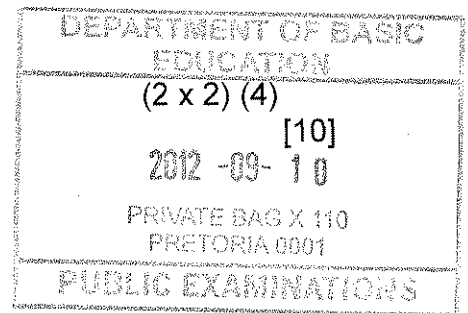 DEPARTMENT OF BASIC
EDUCATION
(2 x 2) (4)
[10]
2012 -09- 10
PRIVATE BAG X 110
PRETORIA 0001
PUBLIC EXAMINATIONS